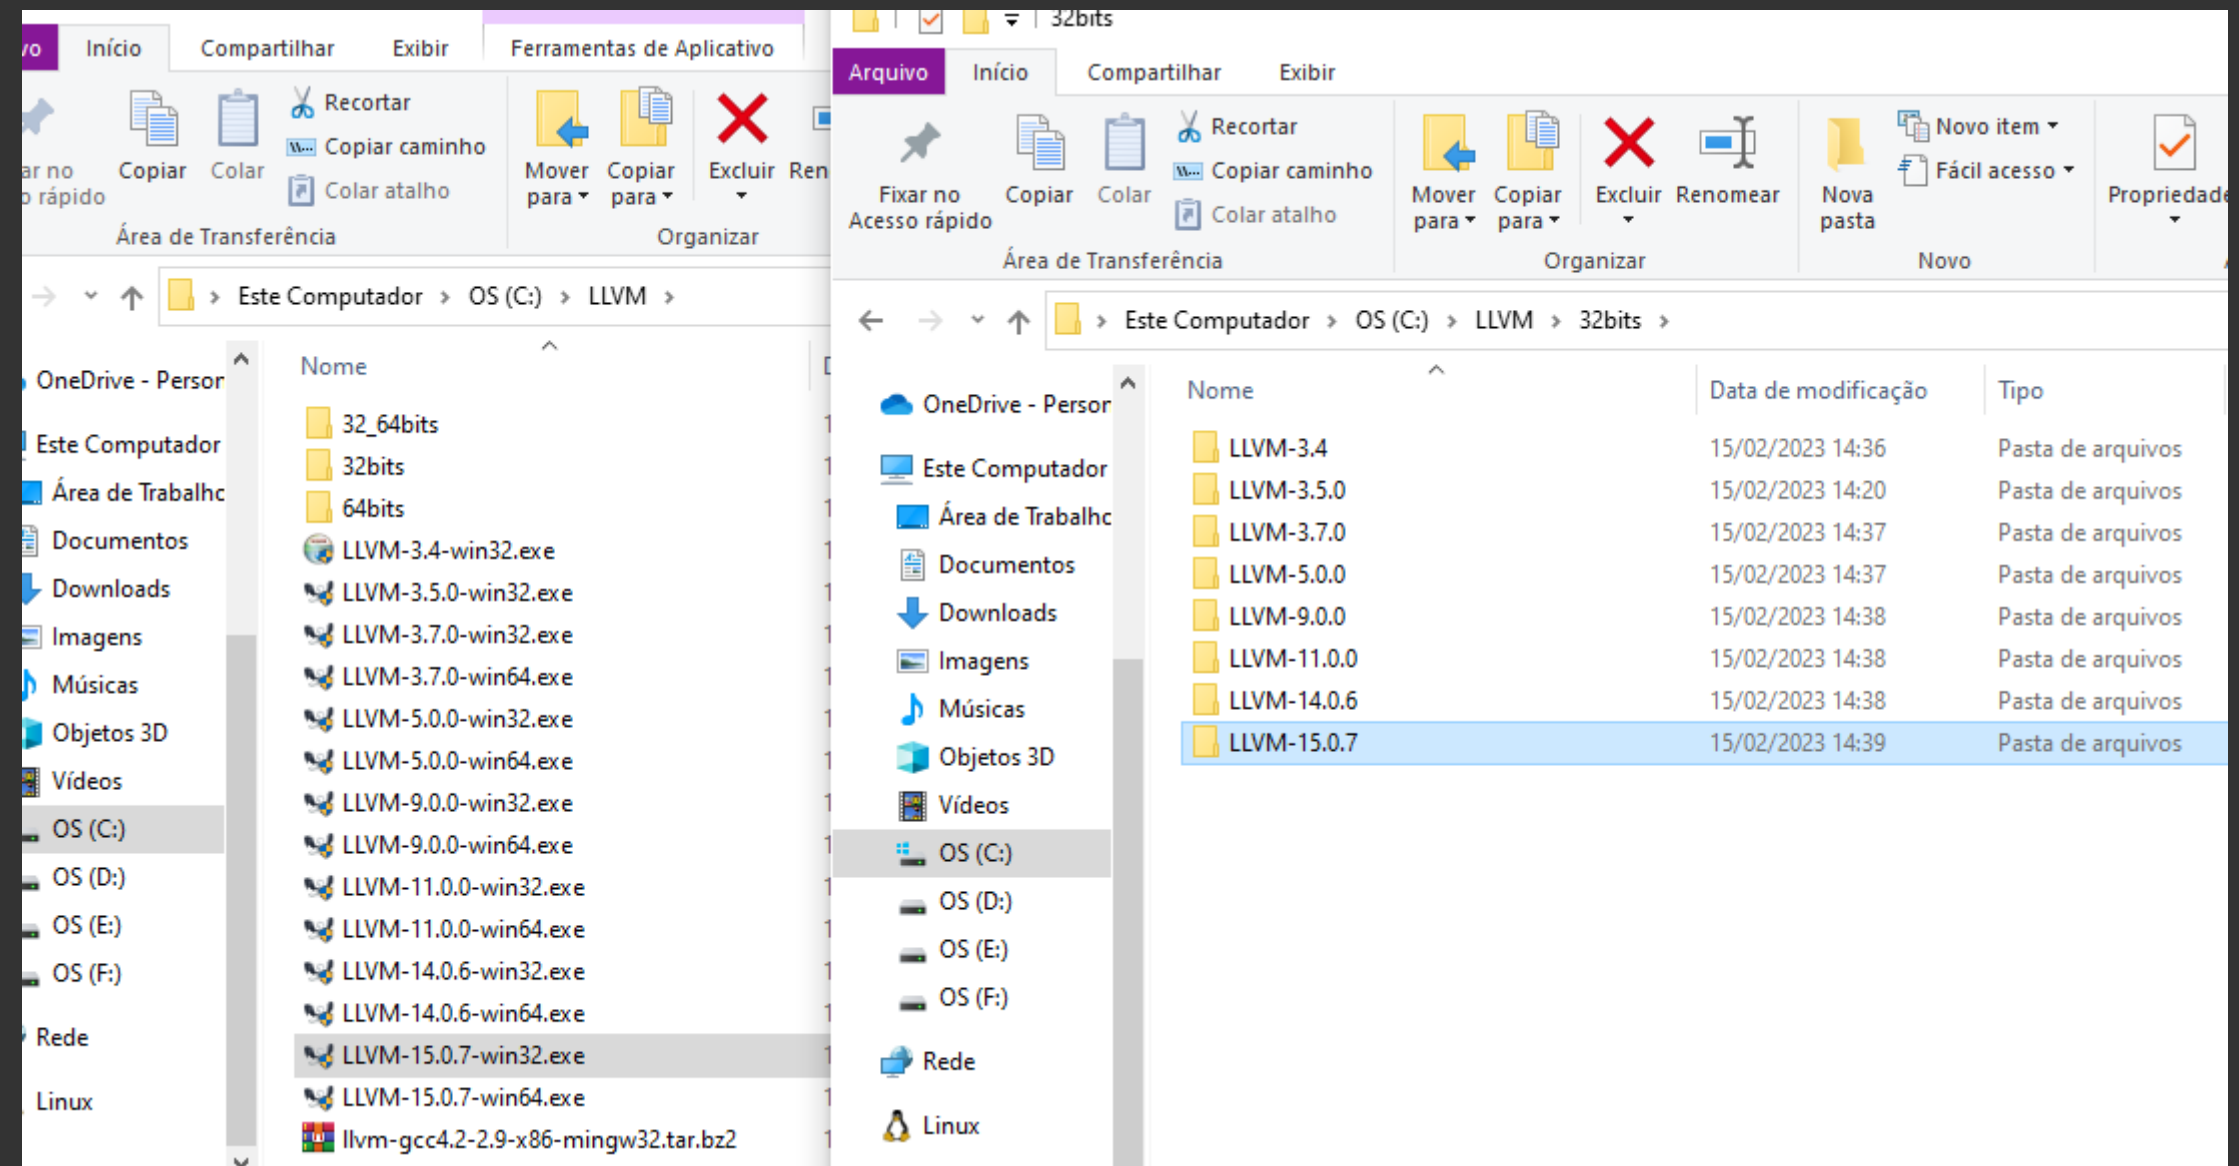 vo
Início
Compartilhar
Exibir
Ferramentas de Aplicativo
ar no
o rápido
Copiar
Colar
Recortar
Copiar caminho
Colar atalho
Mover
para
Copiar
para
Excluir
Ren
Área de Transferência
Organizar
Este Computador > OS (C:) > LLVM >
OneDrive - Person
Este Computador
Área de Trabalho
Documentos
Downloads
Imagens
Músicas
Objetos 3D
Vídeos
OS (C:)
OS (D:)
OS (E:)
OS (F:)
Rede
Linux
Nome
32_64bits
32bits
64bits
LLVM-3.4-win32.exe
LLVM-3.5.0-win32.exe
LLVM-3.7.0-win32.exe
LLVM-3.7.0-win64.exe
LLVM-5.0.0-win32.exe
LLVM-5.0.0-win64.exe
LLVM-9.0.0-win32.exe
LLVM-9.0.0-win64.exe
LLVM-11.0.0-win32.exe
LLVM-11.0.0-win64.exe
LLVM-14.0.6-win32.exe
LLVM-14.0.6-win64.exe
LLVM-15.0.7-win32.exe
LLVM-15.0.7-win64.exe
llvm-gcc4.2-2.9-x86-mingw32.tar.bz2
32bits
Arquivo
Início
Compartilhar
Exibir
Fixar no
Acesso rápido
Copiar
Colar
Recortar
Copiar caminho
Colar atalho
Mover
para
Copiar
para
Excluir
Renomear
Nova
pasta
Novo item
Fácil acesso
Propriedade
Área de Transferência
Organizar
Novo
Este Computador > OS (C:) > LLVM > 32bits >
OneDrive - Person
Este Computador
Área de Trabalho
Documentos
Downloads
Imagens
Músicas
Objetos 3D
Vídeos
OS (C:)
OS (D:)
OS (E:)
OS (F:)
Rede
Linux
Nome Data de modificação Tipo
LLVM-3.4 15/02/2023 14:36 Pasta de arquivos
LLVM-3.5.0 15/02/2023 14:20 Pasta de arquivos
LLVM-3.7.0 15/02/2023 14:37 Pasta de arquivos
LLVM-5.0.0 15/02/2023 14:37 Pasta de arquivos
LLVM-9.0.0 15/02/2023 14:38 Pasta de arquivos
LLVM-11.0.0 15/02/2023 14:38 Pasta de arquivos
LLVM-14.0.6 15/02/2023 14:38 Pasta de arquivos
LLVM-15.0.7 15/02/2023 14:39 Pasta de arquivos